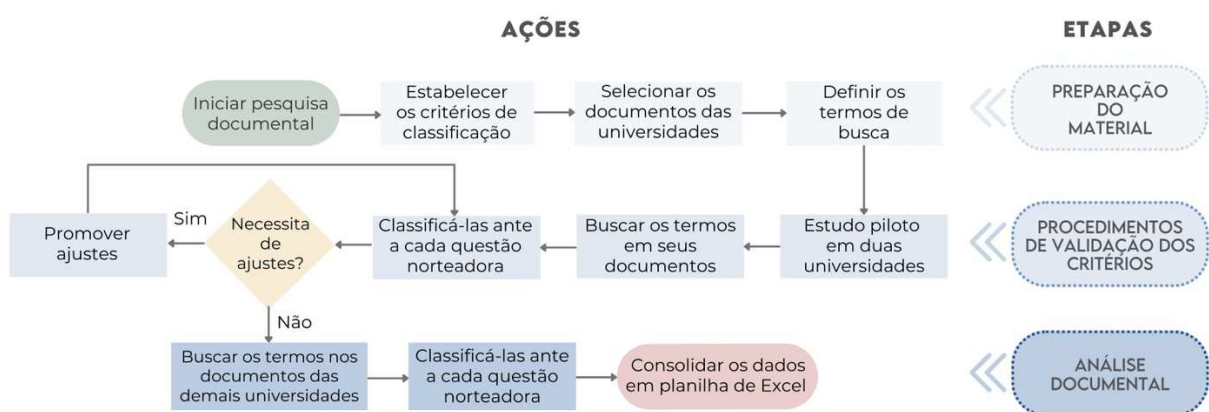 AÇÕES
ETAPAS
Iniciar pesquisa
documental
Estabelecer
os critérios de
classificação
Selecionar os
documentos das
universidades
Definir os
termos de
busca
PREPARAÇÃO
DO
MATERIAL
Promover
ajustes
Sim
Necessita
de
ajustes?
Classificá-las ante
a cada questão
norteadora
Buscar os termos
em seus
documentos
Estudo piloto
em duas
universidades
PROCEDIMENTOS
DE VALIDAÇÃO DOS
CRITÉRIOS
Não
Buscar os termos nos
documentos das
demais universidades
Classificá-las ante
a cada questão
norteadora
Consolidar os dados
em planilha de Excel
ANÁLISE
DOCUMENTAL